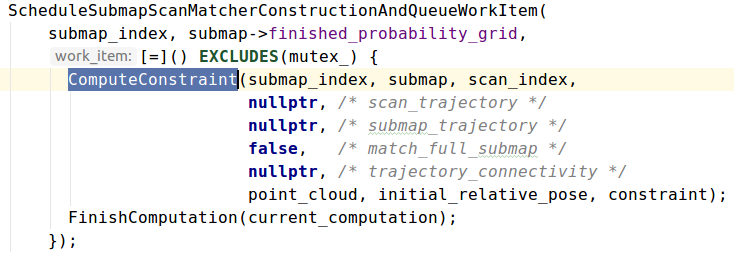 ScheduleSubmapScanMatcherConstructionAndQueueWorkItem(
submap_index, submap->finished_probability_grid,
work_item: [=]() EXCLUDES(mutex_) {
ComputeConstraint(submap_index, submap, scan_index,
nullptr, /* scan_trajectory */
nullptr, /* submap_trajectory */
false, /* match_full_submap */
nullptr, /* trajectory_connectivity */
point_cloud, initial_relative_pose, constraint);
FinishComputation(current_computation);
});